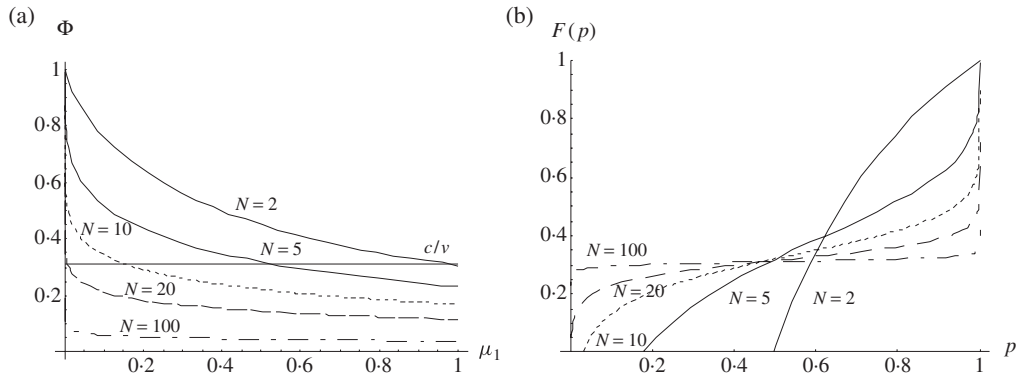 (a)
Φ
1
0·8
0·6
0·4
0·2
N = 2
N = 10
N = 5
c/v
N = 20
N = 100
0·2
0·4
0·6
0·8
1
μ1
(b)
F(p)
1
0·8
0·6
0·4
0·2
N = 100
N = 20
N = 5
N = 2
N = 10
0·2
0·4
0·6
0·8
1
p